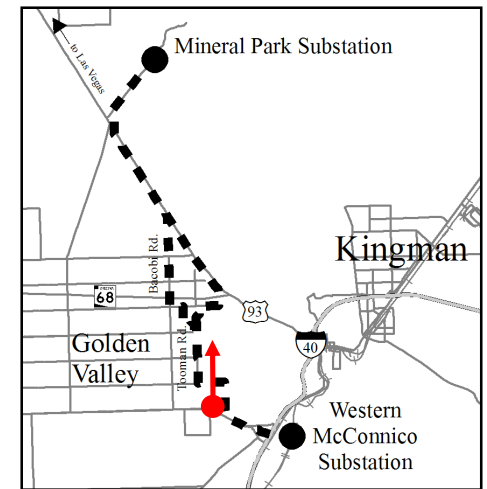 Mineral Park Substation
to Las Vegas
Bacobi Rd.
Kingman
ARIZONA
68
93
Tooman Rd.
40
Golden
Valley
Western
McConnico
Substation